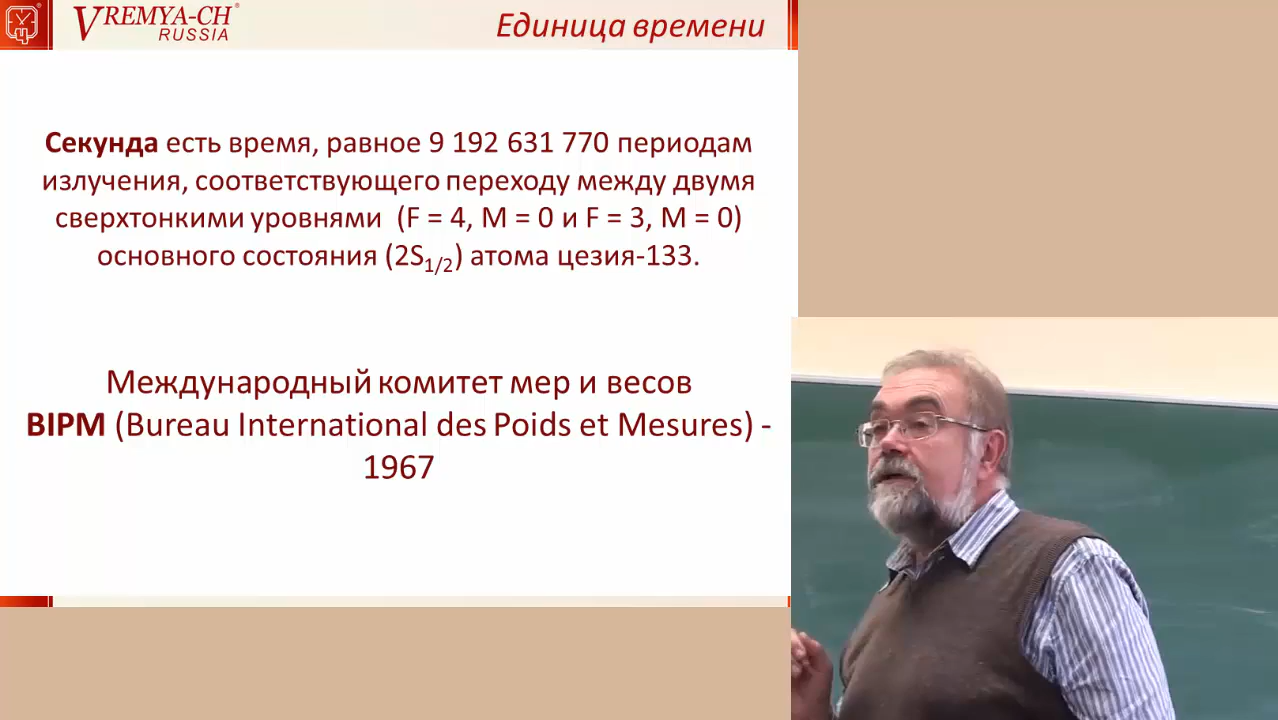 VREMYA-CH®
RUSSIA
Единица времени
Секунда есть время, равное 9 192 631 770 периодам
излучения, соответствующего переходу между двумя
сверхтонкими уровнями (F = 4, M = 0 и F = 3, M = 0)
основного состояния (2S1/2) атома цезия-133.
Международный комитет мер и весов
BIPM (Bureau International des Poids et Mesures) -
1967